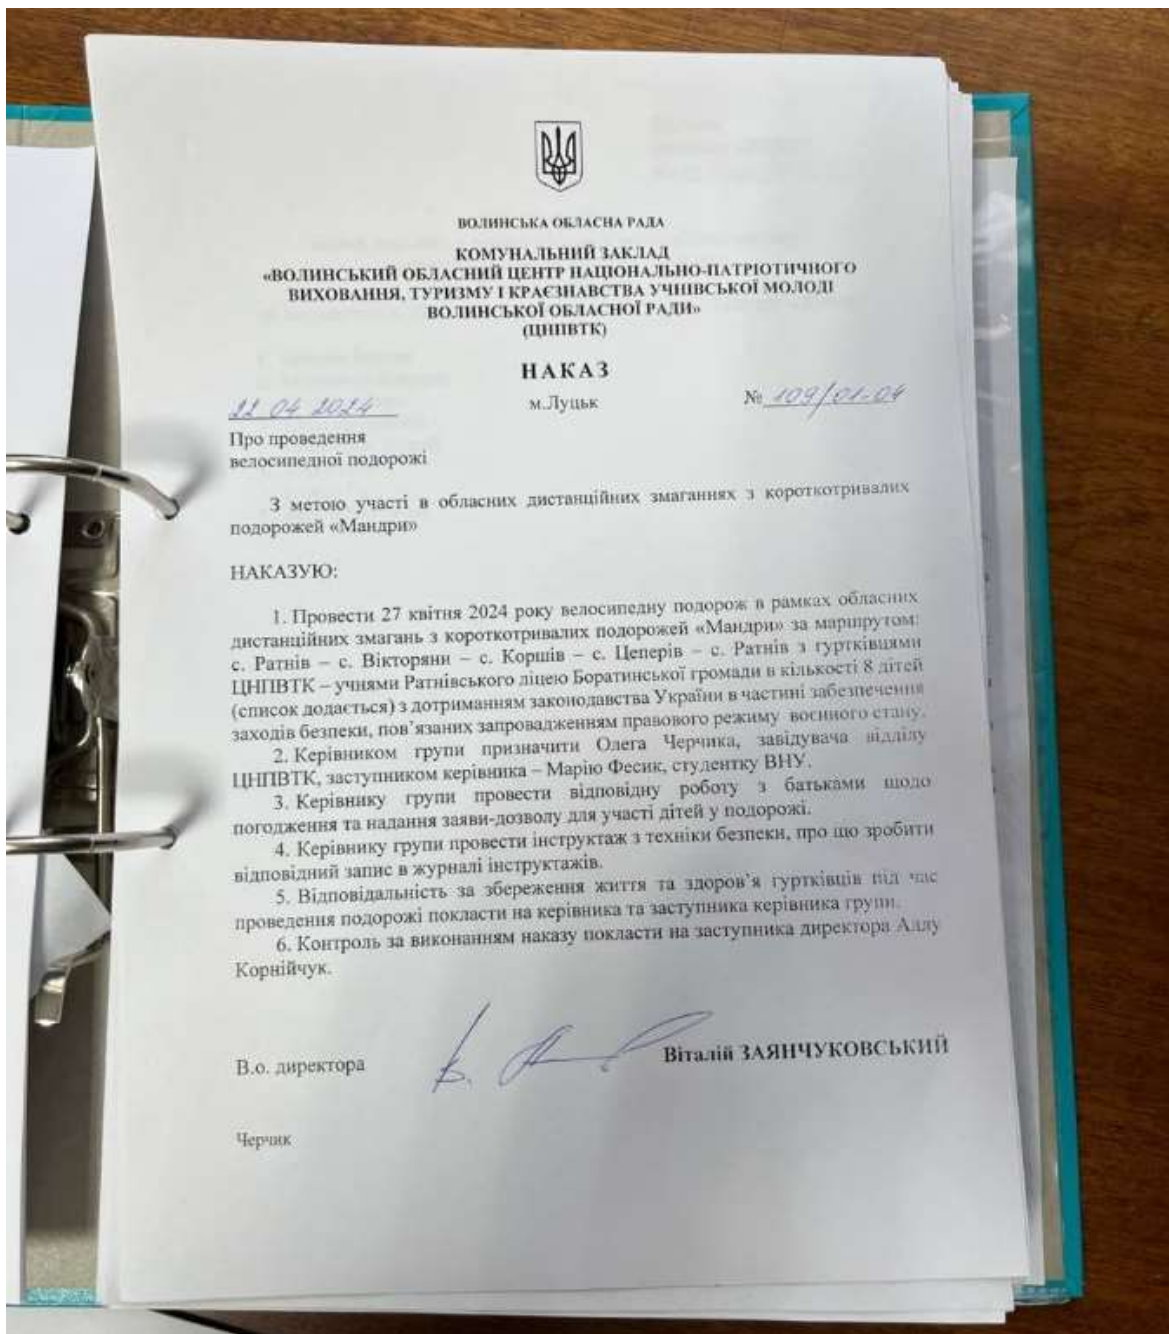 ВОЛИНСЬКА ОБЛАСНА РАДА
КОМУНАЛЬНИЙ ЗАКЛАД
«ВОЛИНСЬКИЙ ОБЛАСНИЙ ЦЕНТР НАЦІОНАЛЬНО-ПАТРІОТИЧНОГО
ВИХОВАННЯ, ТУРИЗМУ І КРАЄЗНАВСТВА УЧНІВСЬКОЇ МОЛОДІ
ВОЛИНСЬКОЇ ОБЛАСНОЇ РАДИ»
(ЦНПВТК)
НАКАЗ
22 04 2024 м.Луцьк № 109/01-04
Про проведення
велосипедної подорожі
З метою участі в обласних дистанційних змаганнях з короткотривалих
подорожей «Мандри»
НАКАЗУЮ:
1. Провести 27 квітня 2024 року велосипедну подорож в рамках обласних
дистанційних змагань з короткотривалих подорожей «Мандри» за маршрутом:
с. Ратнів – с. Вікторяни – с. Коршів – с. Цеперів – с. Ратнів з гуртківцями
ЦНПВТК – учнями Ратнівського ліцею Боратинської громади в кількості 8 дітей
(список додається) з дотриманням законодавства України в частині забезпечення
заходів безпеки, пов’язаних запровадженням правового режиму воєнного стану.
2. Керівником групи призначити Олега Черчика, завідувача відділу
ЦНПВТК, заступником керівника – Марію Фесик, студентку ВНУ.
3. Керівнику групи провести відповідну роботу з батьками щодо
погодження та надання заяви-дозволу для участі дітей у подорожі.
4. Керівнику групи провести інструктаж з техніки безпеки, про що зробити
відповідний запис в журналі інструктажів.
5. Відповідальність за збереження життя та здоров’я гуртківців під час
проведення подорожі покласти на керівника та заступника керівника групи.
6. Контроль за виконанням наказу покласти на заступника директора Аллу
Корнійчук.
В.о. директора Віталій ЗАЯНЧУКОВСЬКИЙ
Черчик